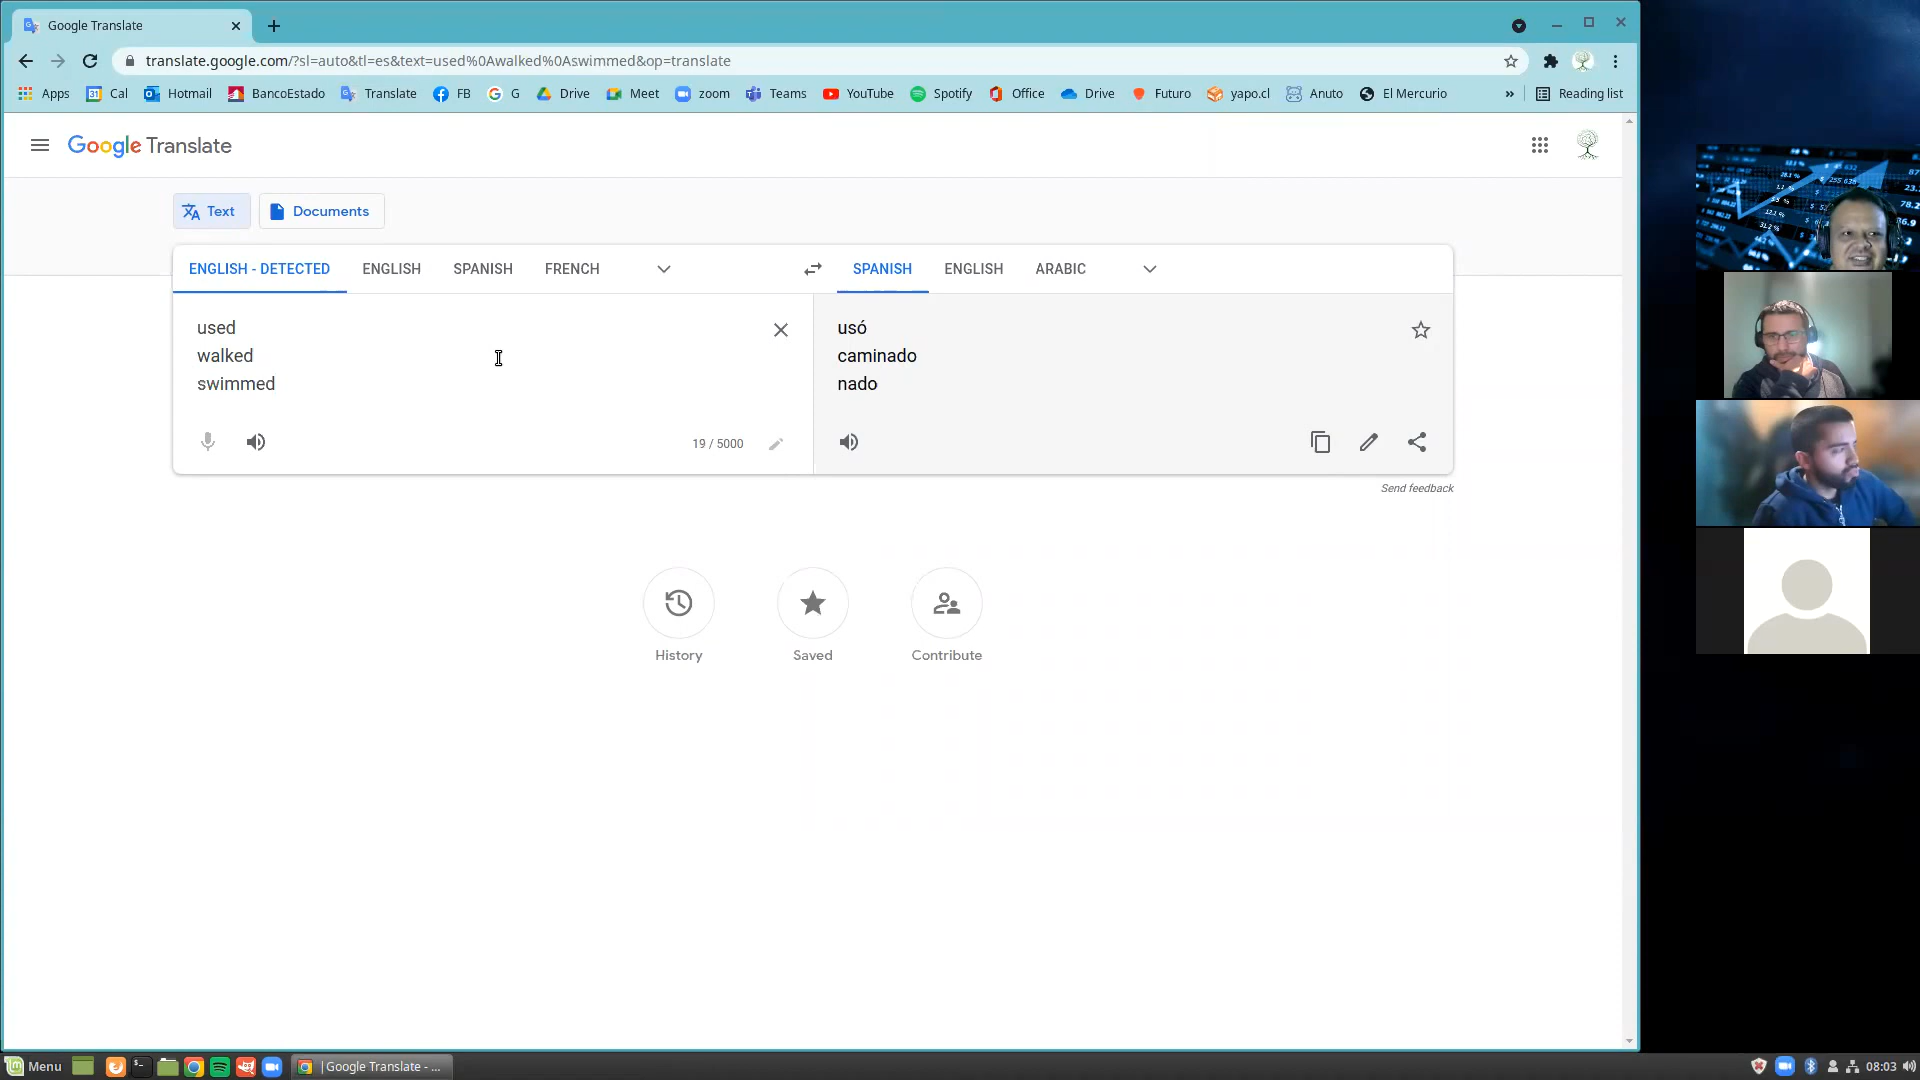 Google Translate
translate.google.com/?sl=auto&tl=es&text=used%0Awalked%0Aswimmed&op=translate
Apps Cal Hotmail BancoEstado Translate FB G Drive Meet zoom Teams YouTube Spotify Office Drive Futuro yapo.cl Anuto El Mercurio » Reading list
Google Translate
Text Documents
ENGLISH - DETECTED ENGLISH SPANISH FRENCH SPANISH ENGLISH ARABIC
used
walked
swimmed
19 / 5000
usó
caminado
nado
Send feedback
History Saved Contribute
Menu | Google Translate - ... 08:03